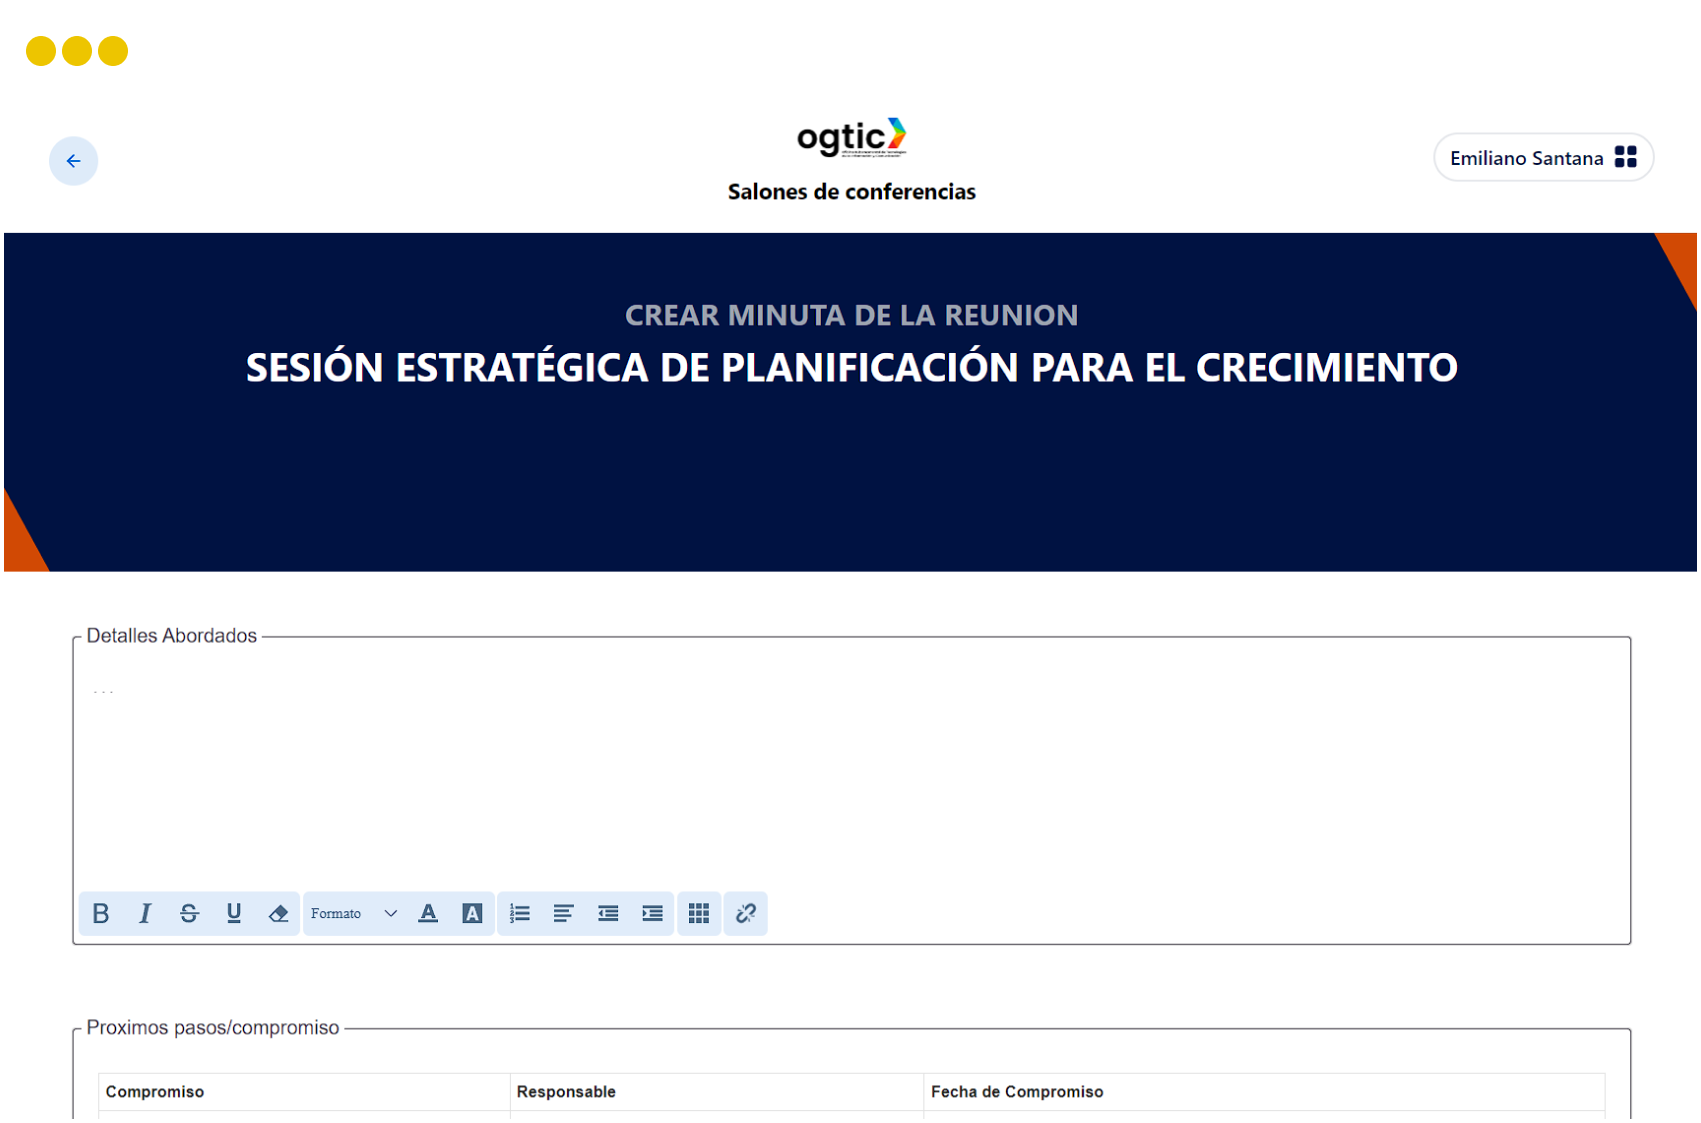 ogtic
Salones de conferencias
Emiliano Santana
CREAR MINUTA DE LA REUNION
SESIÓN ESTRATÉGICA DE PLANIFICACIÓN PARA EL CRECIMIENTO
Detalles Abordados
...
B I S U Formato A A
Proximos pasos/compromiso
Compromiso Responsable Fecha de Compromiso